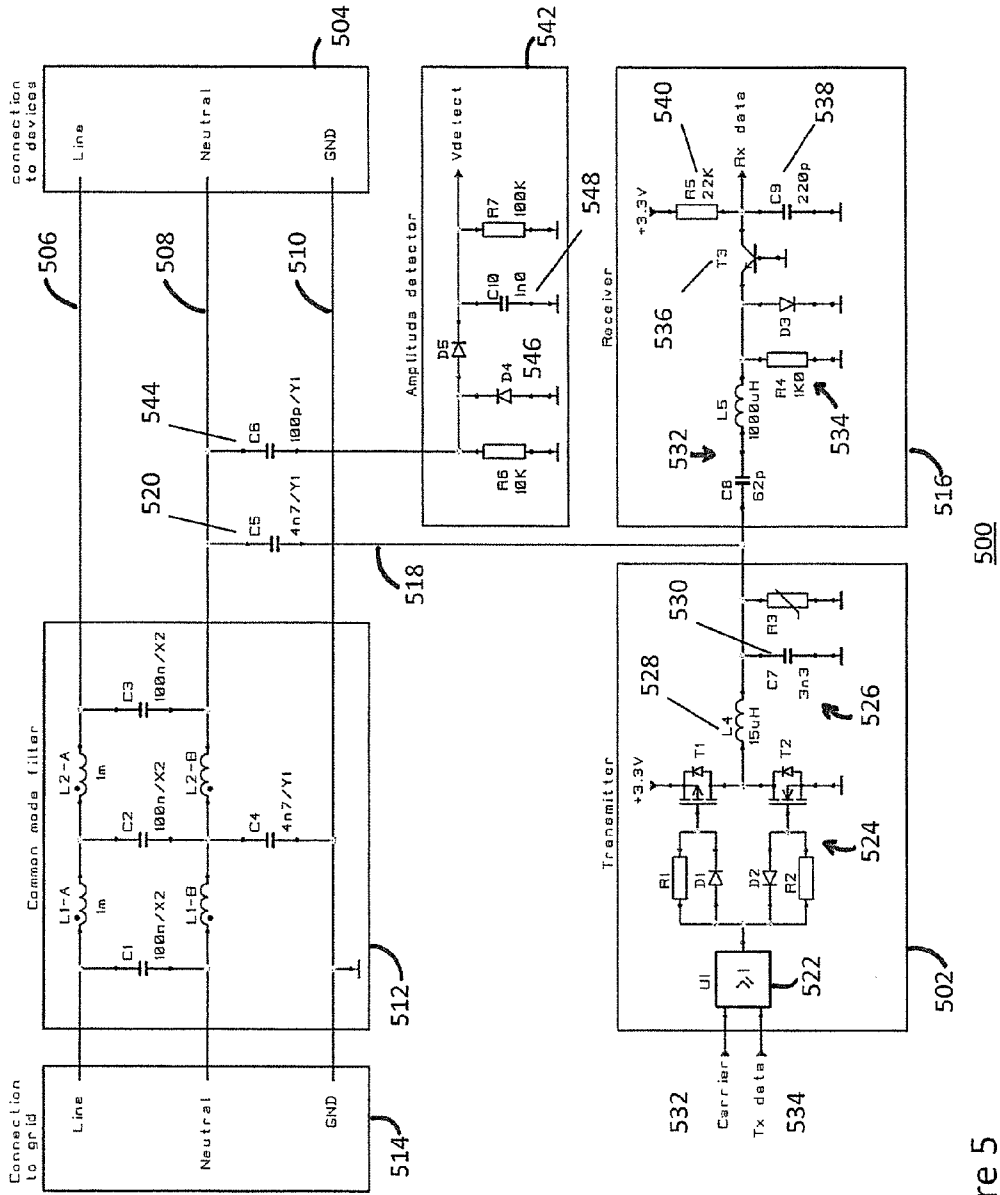 Connection
to grid
Line
Neutral
GND
514
Common mode filter
L1-A
1m
L2-A
1m
C1
100n/X2
C2
100n/X2
C3
100n/X2
L1-B
L2-B
C4
4n7/Y1
512
connection
to devices
Line
Neutral
GND
504
506
508
510
520
C5
4n7/Y1
544
C6
100p/Y1
518
542
Amplituda detector
D5
Vdelect
R6
10K
D4
546
C10
1n0
R7
100K
548
Transmitter
+3.3V
R1
D1
D2
R2
T1
T2
L4
15uH
528
530
C7
3n3
R3
526
524
U1
≥1
522
502
532
Carrier
Tx data
534
Receiver
532
C8
62p
L5
1000uH
R4
1K0
534
D3
536
T3
+3.3V
R5
22K
540
Rx data
C9
220p
538
516
500
re 5